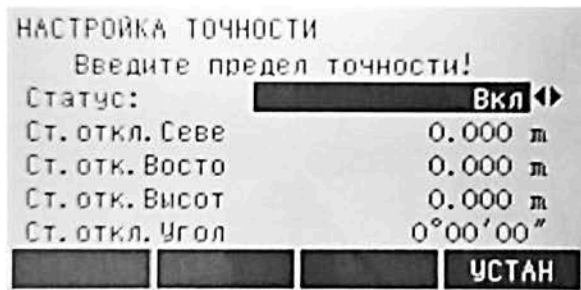 НАСТРОЙКА ТОЧНОСТИ
Введите предел точности!
Статус: Вкл
Ст.откл.Севе 0.000 m
Ст.отк.Восто 0.000 m
Ст.отк.Высот 0.000 m
Ст.откл.Угол 0°00'00"
УСТАН